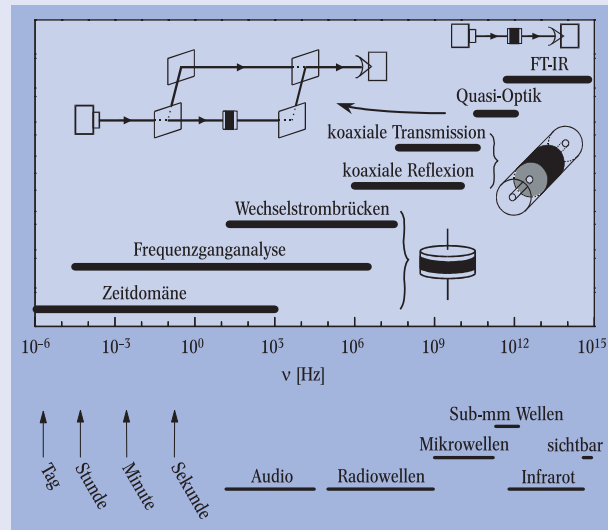 FT-IR
Quasi-Optik
koaxiale Transmission
koaxiale Reflexion
Wechselstrombrücken
Frequenzganganalyse
Zeitdomäne
10⁻⁶ 10⁻³ 10⁰ 10³ 10⁶ 10⁹ 10¹² 10¹⁵
ν [Hz]
Sub-mm Wellen
Mikrowellen sichtbar
Tag Stunde Minute Sekunde
Audio Radiowellen Infrarot